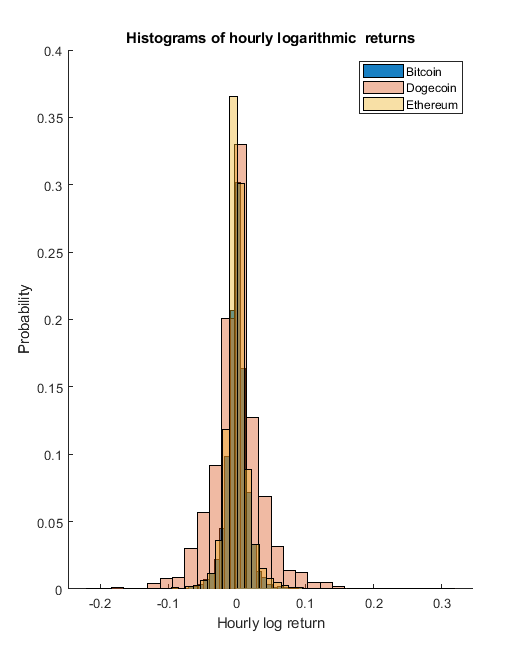 Histograms of hourly logarithmic  returns
Bitcoin
Dogecoin
Ethereum
0.4
0.35
0.3
0.25
0.2
0.15
0.1
0.05
0
Probability
-0.2
-0.1
0
0.1
0.2
0.3
Hourly log return